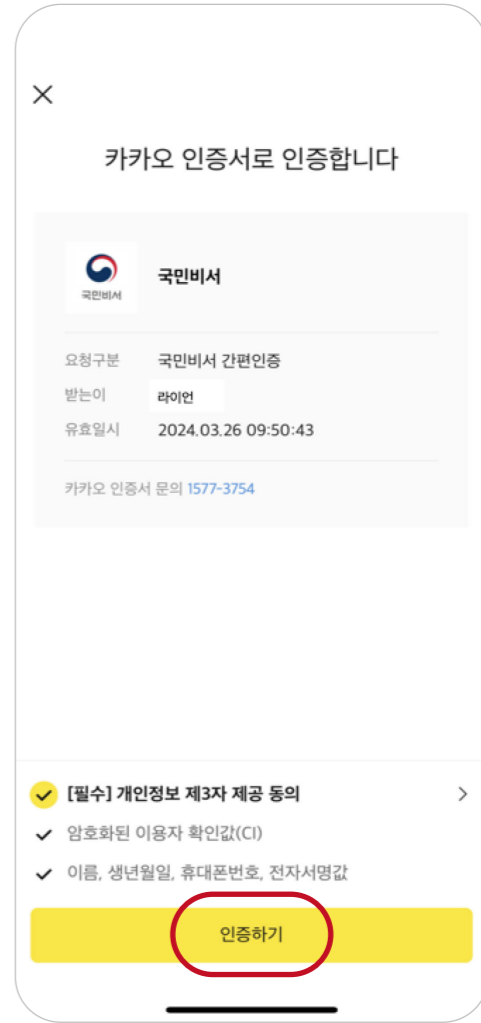 카카오 인증서로 인증합니다
국민비서
국민비서
요청구분 국민비서 간편인증
받는이 라이언
유효일시 2024.03.26 09:50:43
카카오 인증서 문의 1577-3754
[필수] 개인정보 제3자 제공 동의
암호화된 이용자 확인값(CI)
이름, 생년월일, 휴대폰번호, 전자서명값
인증하기